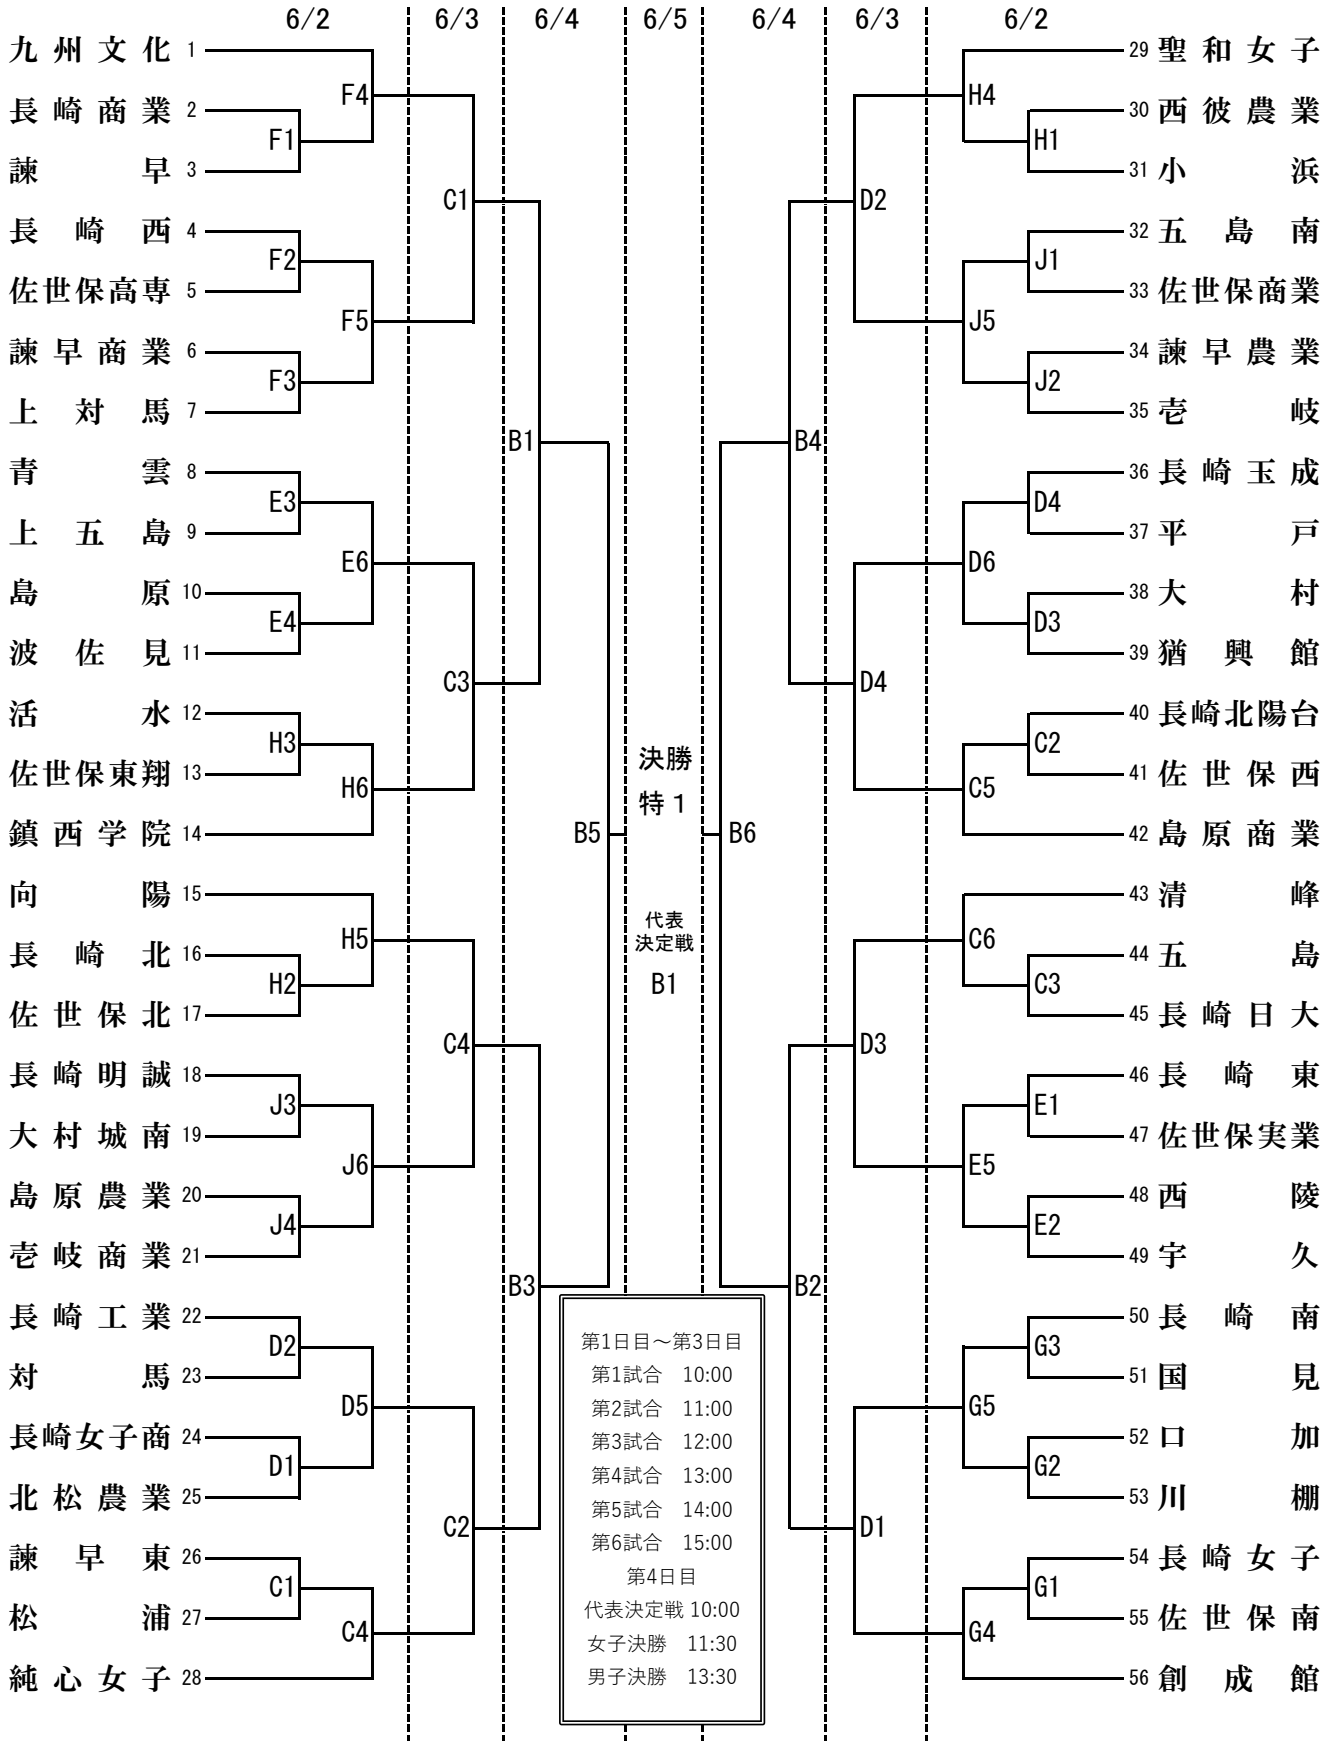 6/2 6/3 6/4 6/5 6/4 6/3 6/2
九州文化 1
29 聖和女子
F4
H4
長崎商業 2
30 西彼農業
F1
H1
諫早 3
31 小浜
C1
D2
長崎西 4
32 五島南
F2
J1
佐世保高専 5
33 佐世保商業
F5
J5
諫早商業 6
34 諫早農業
F3
J2
上対馬 7
35 壱岐
B1
B4
青雲 8
36 長崎玉成
E3
D4
上五島 9
37 平戸
E6
D6
島原 10
38 大村
E4
D3
波佐見 11
39 猶興館
C3
D4
活水 12
40 長崎北陽台
H3
C2
決勝
佐世保東翔 13
41 佐世保西
H6
C5
特1
鎮西学院 14
B5
B6
42 島原商業
向陽 15
43 清峰
代表
決定戦
H5
C6
長崎北 16
44 五島
H2
B1
C3
佐世保北 17
45 長崎日大
C4
D3
長崎明誠 18
46 長崎東
J3
E1
大村城南 19
47 佐世保実業
J6
E5
島原農業 20
48 西陵
J4
E2
壱岐商業 21
49 宇久
B3
B2
長崎工業 22
50 長崎南
D2
G3
対馬 23
51 国見
D5
G5
長崎女子商 24
52 口加
D1
G2
北松農業 25
53 川棚
C2
D1
諫早東 26
54 長崎女子
C1
G1
松浦 27
55 佐世保南
C4
G4
純心女子 28
56 創成館
第1日目～第3日目
第1試合 10:00
第2試合 11:00
第3試合 12:00
第4試合 13:00
第5試合 14:00
第6試合 15:00
第4日目
代表決定戦 10:00
女子決勝 11:30
男子決勝 13:30